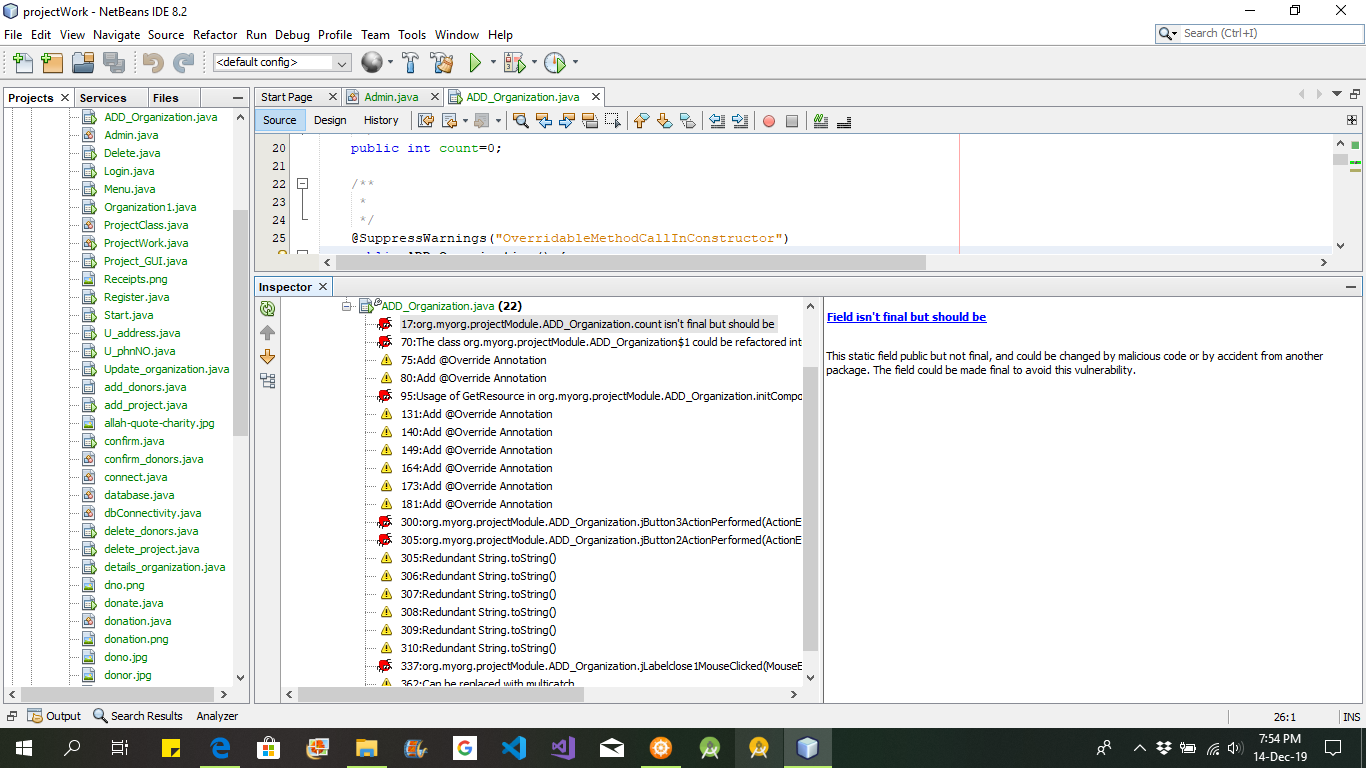 projectWork - NetBeans IDE 8.2
File Edit View Navigate Source Refactor Run Debug Profile Team Tools Window Help
Search (Ctrl+I)
<default config>
Projects Services Files
Start Page Admin.java ADD_Organization.java
Source Design History
ADD_Organization.java
Admin.java
Delete.java
Login.java
Menu.java
Organization1.java
ProjectClass.java
ProjectWork.java
Project_GUI.java
Receipts.png
Register.java
Start.java
U_address.java
U_phnNO.java
Update_organization.java
add_donors.java
add_project.java
allah-quote-charity.jpg
confirm.java
confirm_donors.java
connect.java
database.java
dbConnectivity.java
delete_donors.java
delete_project.java
details_organization.java
dno.png
donate.java
donation.java
donation.png
dono.jpg
donor.jpg
20 public int count=0;
21
22 /**
23 *
24 */
25 @SuppressWarnings("OverridableMethodCallInConstructor")
Inspector
ADD_Organization.java (22)
17:org.myorg.projectModule.ADD_Organization.count isn't final but should be
70:The class org.myorg.projectModule.ADD_Organization$1 could be refactored int
75:Add @Override Annotation
80:Add @Override Annotation
95:Usage of GetResource in org.myorg.projectModule.ADD_Organization.initCompo
131:Add @Override Annotation
140:Add @Override Annotation
149:Add @Override Annotation
164:Add @Override Annotation
173:Add @Override Annotation
181:Add @Override Annotation
300:org.myorg.projectModule.ADD_Organization.jButton3ActionPerformed(ActionE
305:org.myorg.projectModule.ADD_Organization.jButton2ActionPerformed(ActionE
305:Redundant String.toString()
306:Redundant String.toString()
307:Redundant String.toString()
308:Redundant String.toString()
309:Redundant String.toString()
310:Redundant String.toString()
337:org.myorg.projectModule.ADD_Organization.jLabelclose1MouseClicked(MouseE
362:Can be replaced with multicatch
Field isn't final but should be
This static field public but not final, and could be changed by malicious code or by accident from another
package. The field could be made final to avoid this vulnerability.
Output Search Results Analyzer
26:1 INS
7:54 PM
14-Dec-19